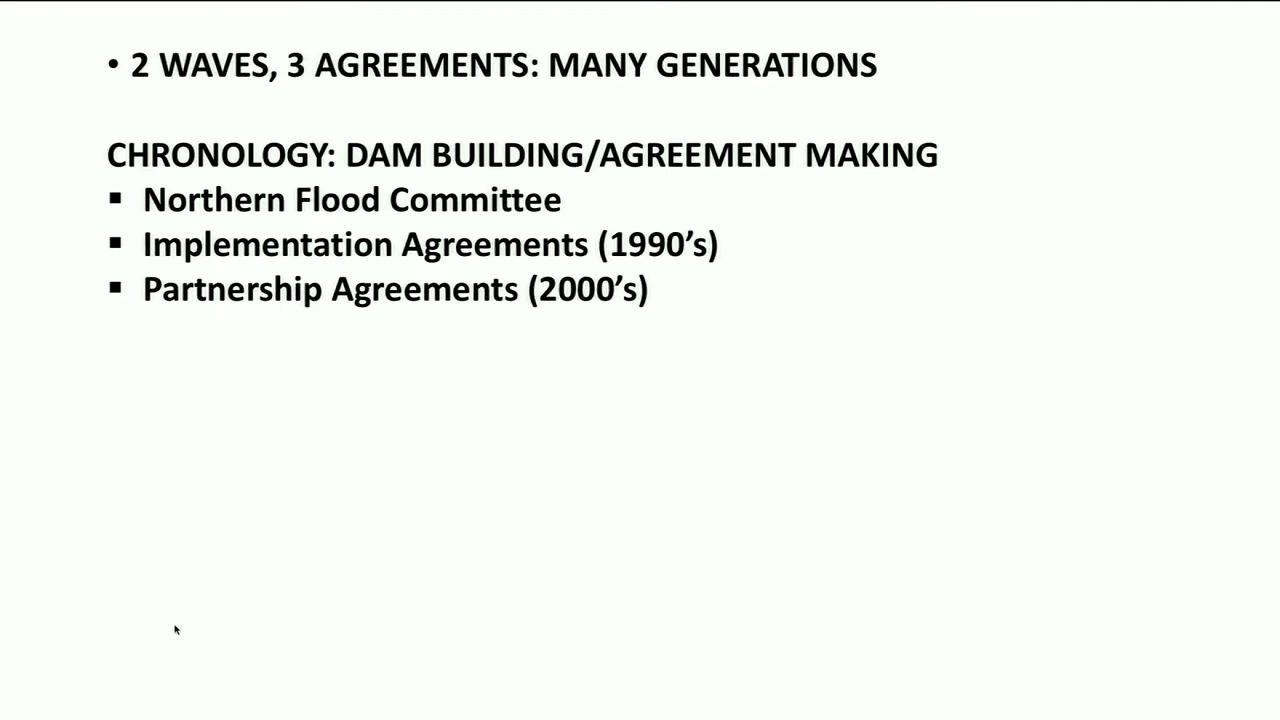 • 2 WAVES, 3 AGREEMENTS: MANY GENERATIONS
CHRONOLOGY: DAM BUILDING/AGREEMENT MAKING
▪ Northern Flood Committee
▪ Implementation Agreements (1990’s)
▪ Partnership Agreements (2000’s)